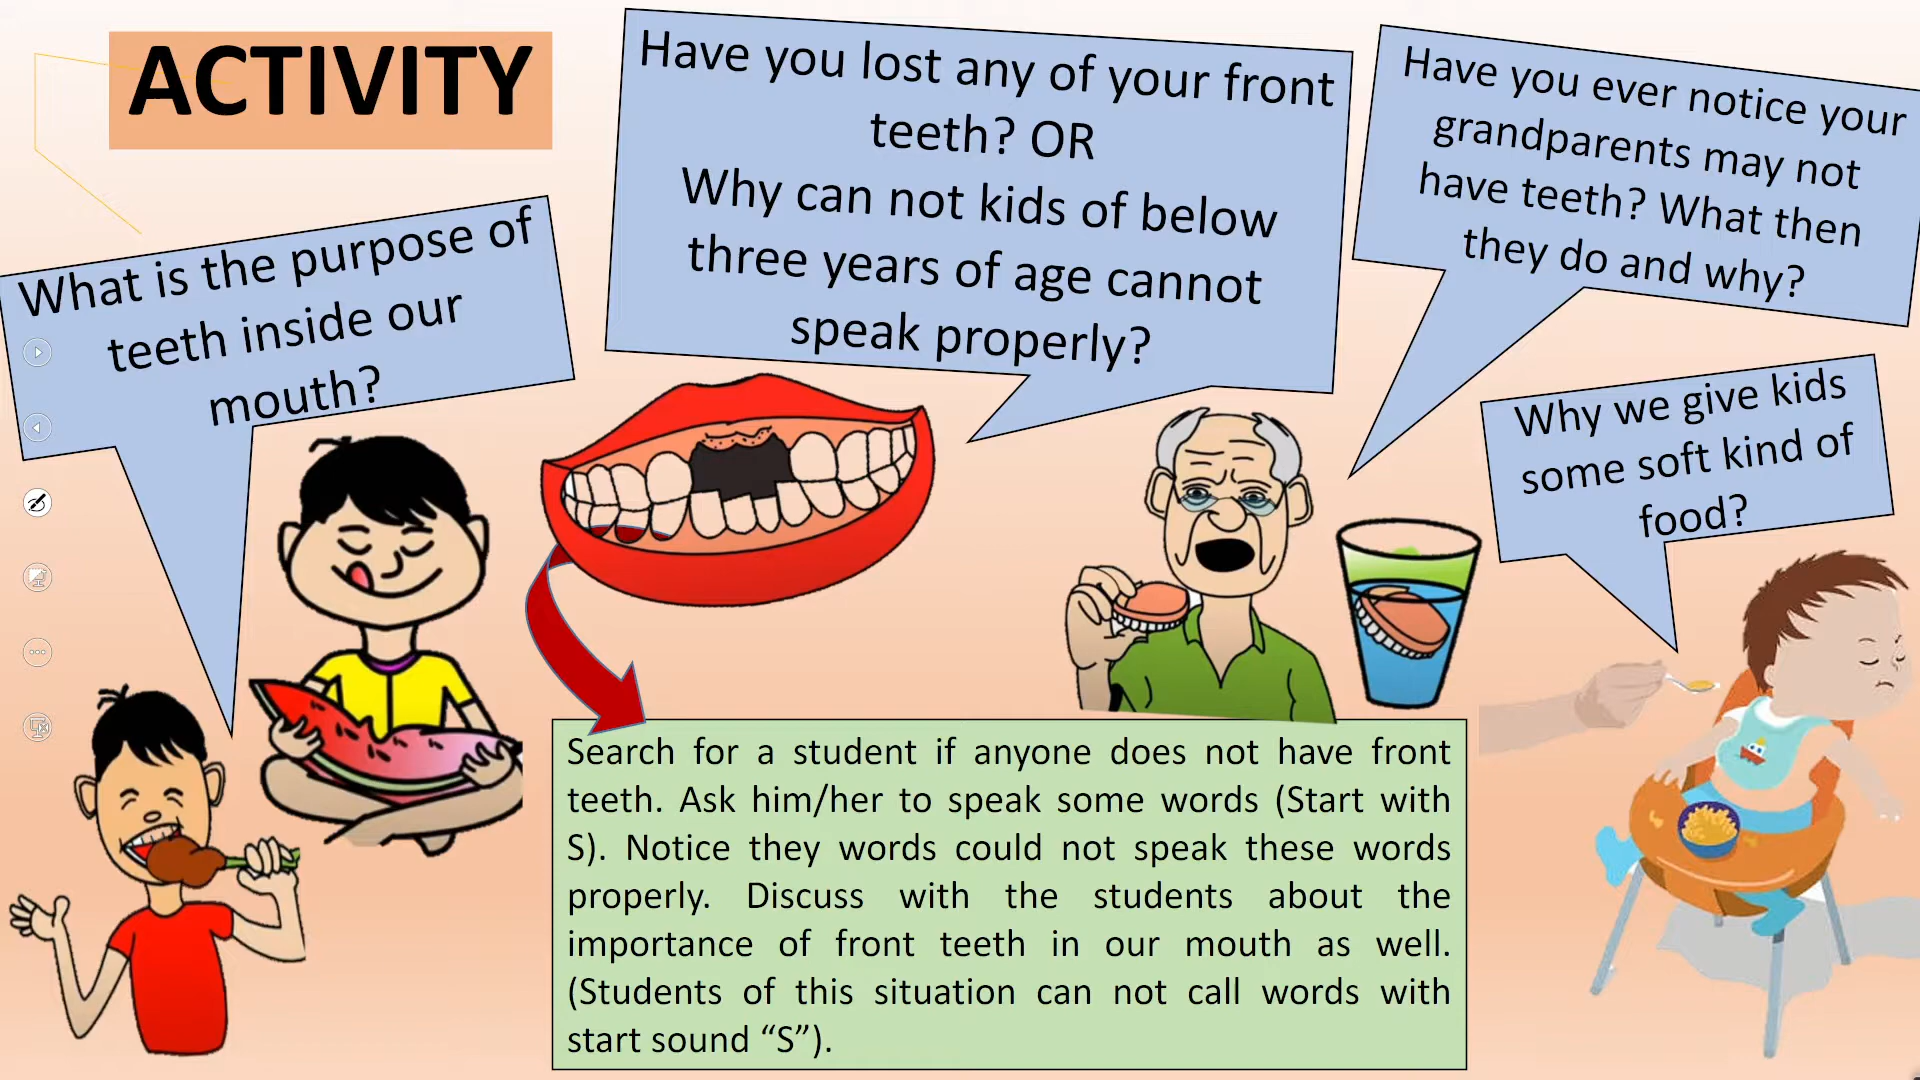 ACTIVITY
What is the purpose of
teeth inside our
mouth?
Have you lost any of your front
teeth? OR
Why can not kids of below
three years of age cannot
speak properly?
Have you ever notice your
grandparents may not
have teeth? What then
they do and why?
Why we give kids
some soft kind of
food?
Search for a student if anyone does not have front
teeth. Ask him/her to speak some words (Start with
S). Notice they words could not speak these words
properly. Discuss with the students about the
importance of front teeth in our mouth as well.
(Students of this situation can not call words with
start sound “S”).